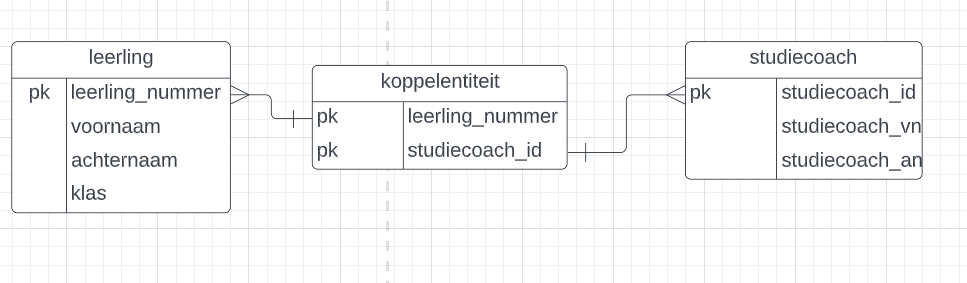 leerling
pk leerling_nummer
voornaam
achternaam
klas
koppelentiteit
pk leerling_nummer
pk studiecoach_id
studiecoach
pk studiecoach_id
studiecoach_vn
studiecoach_an